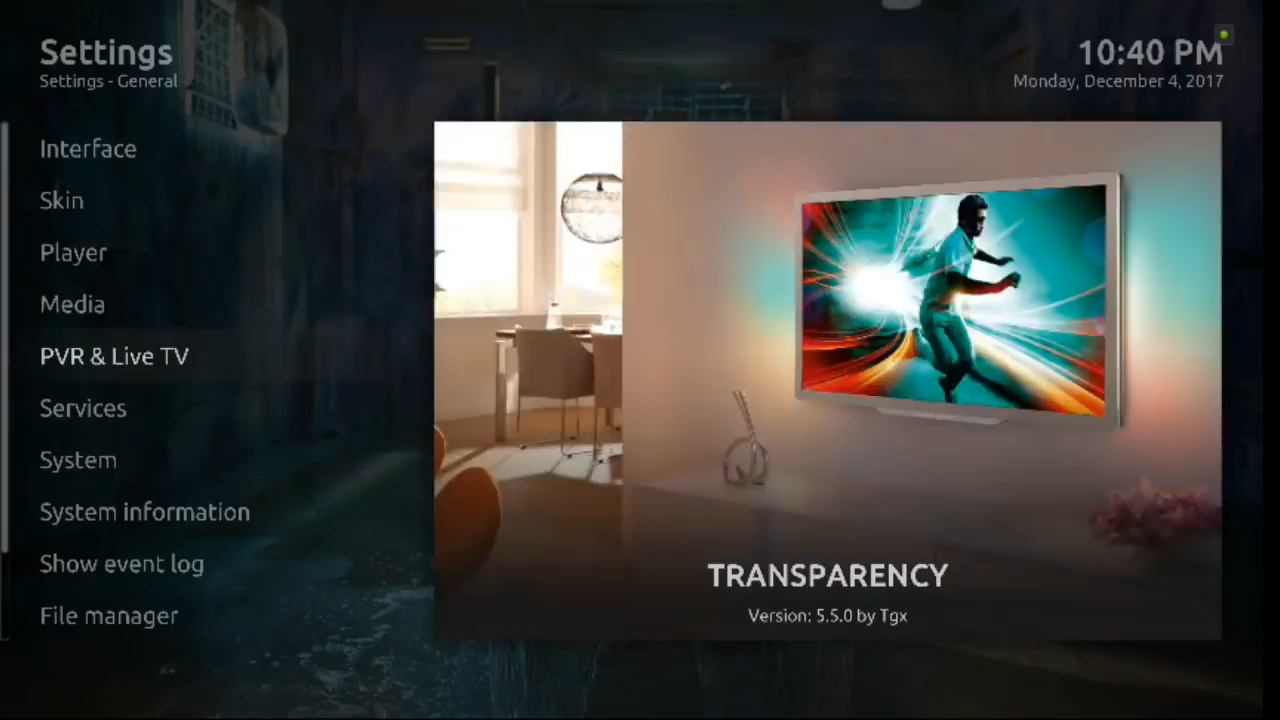 Settings
Settings - General
10:40 PM
Monday, December 4, 2017
Interface
Skin
Player
Media
PVR & Live TV
Services
System
System information
Show event log
File manager
TRANSPARENCY
Version: 5.5.0 by Tgx